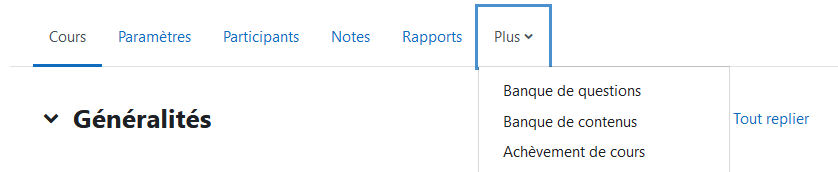 Cours Paramètres Participants Notes Rapports Plus
Banque de questions
Banque de contenus
Achèvement de cours
Généralités
Tout replier